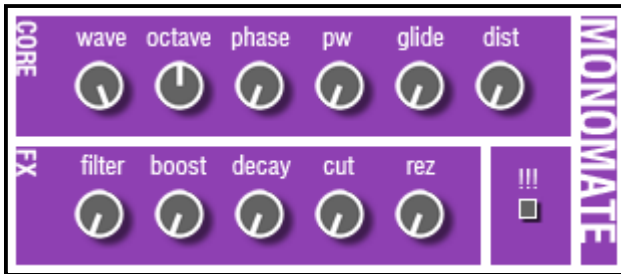 CORE
wave octave phase pw glide dist
FX
filter boost decay cut rez
!!!
MONOMATE